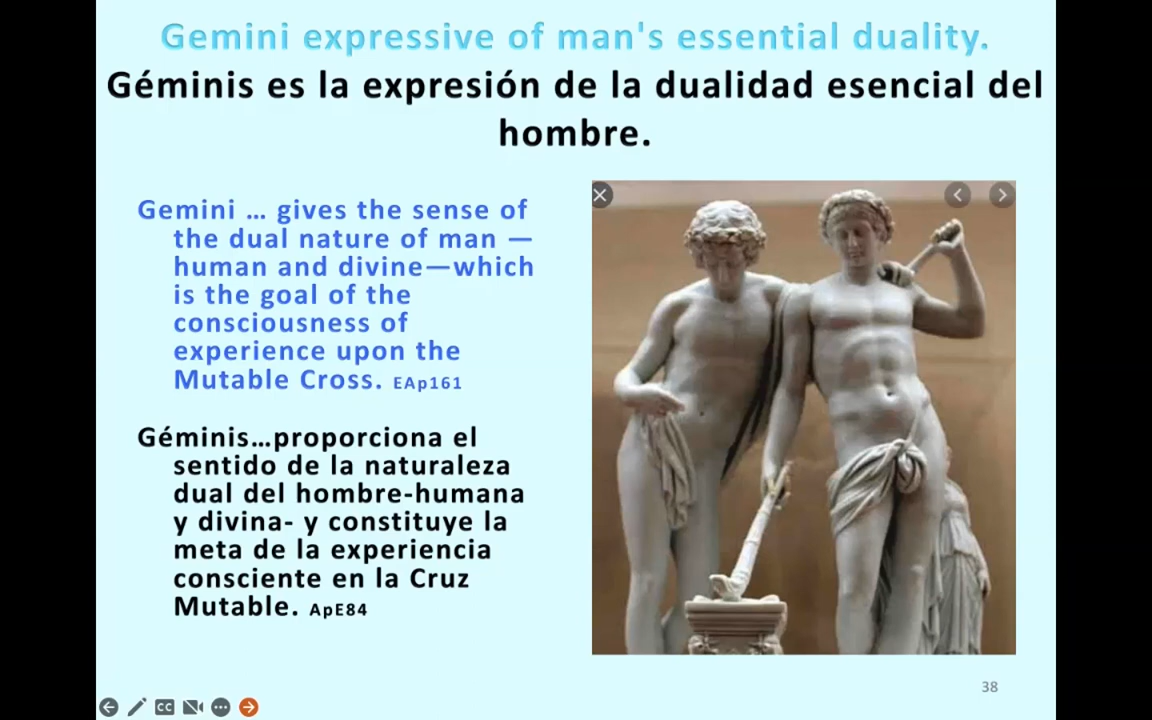 Gemini expressive of man's essential duality.
Géminis es la expresión de la dualidad esencial del
hombre.
Gemini … gives the sense of
the dual nature of man —
human and divine—which
is the goal of the
consciousness of
experience upon the
Mutable Cross. EAp161
Géminis…proporciona el
sentido de la naturaleza
dual del hombre-humana
y divina- y constituye la
meta de la experiencia
consciente en la Cruz
Mutable. ApE84
38
CC